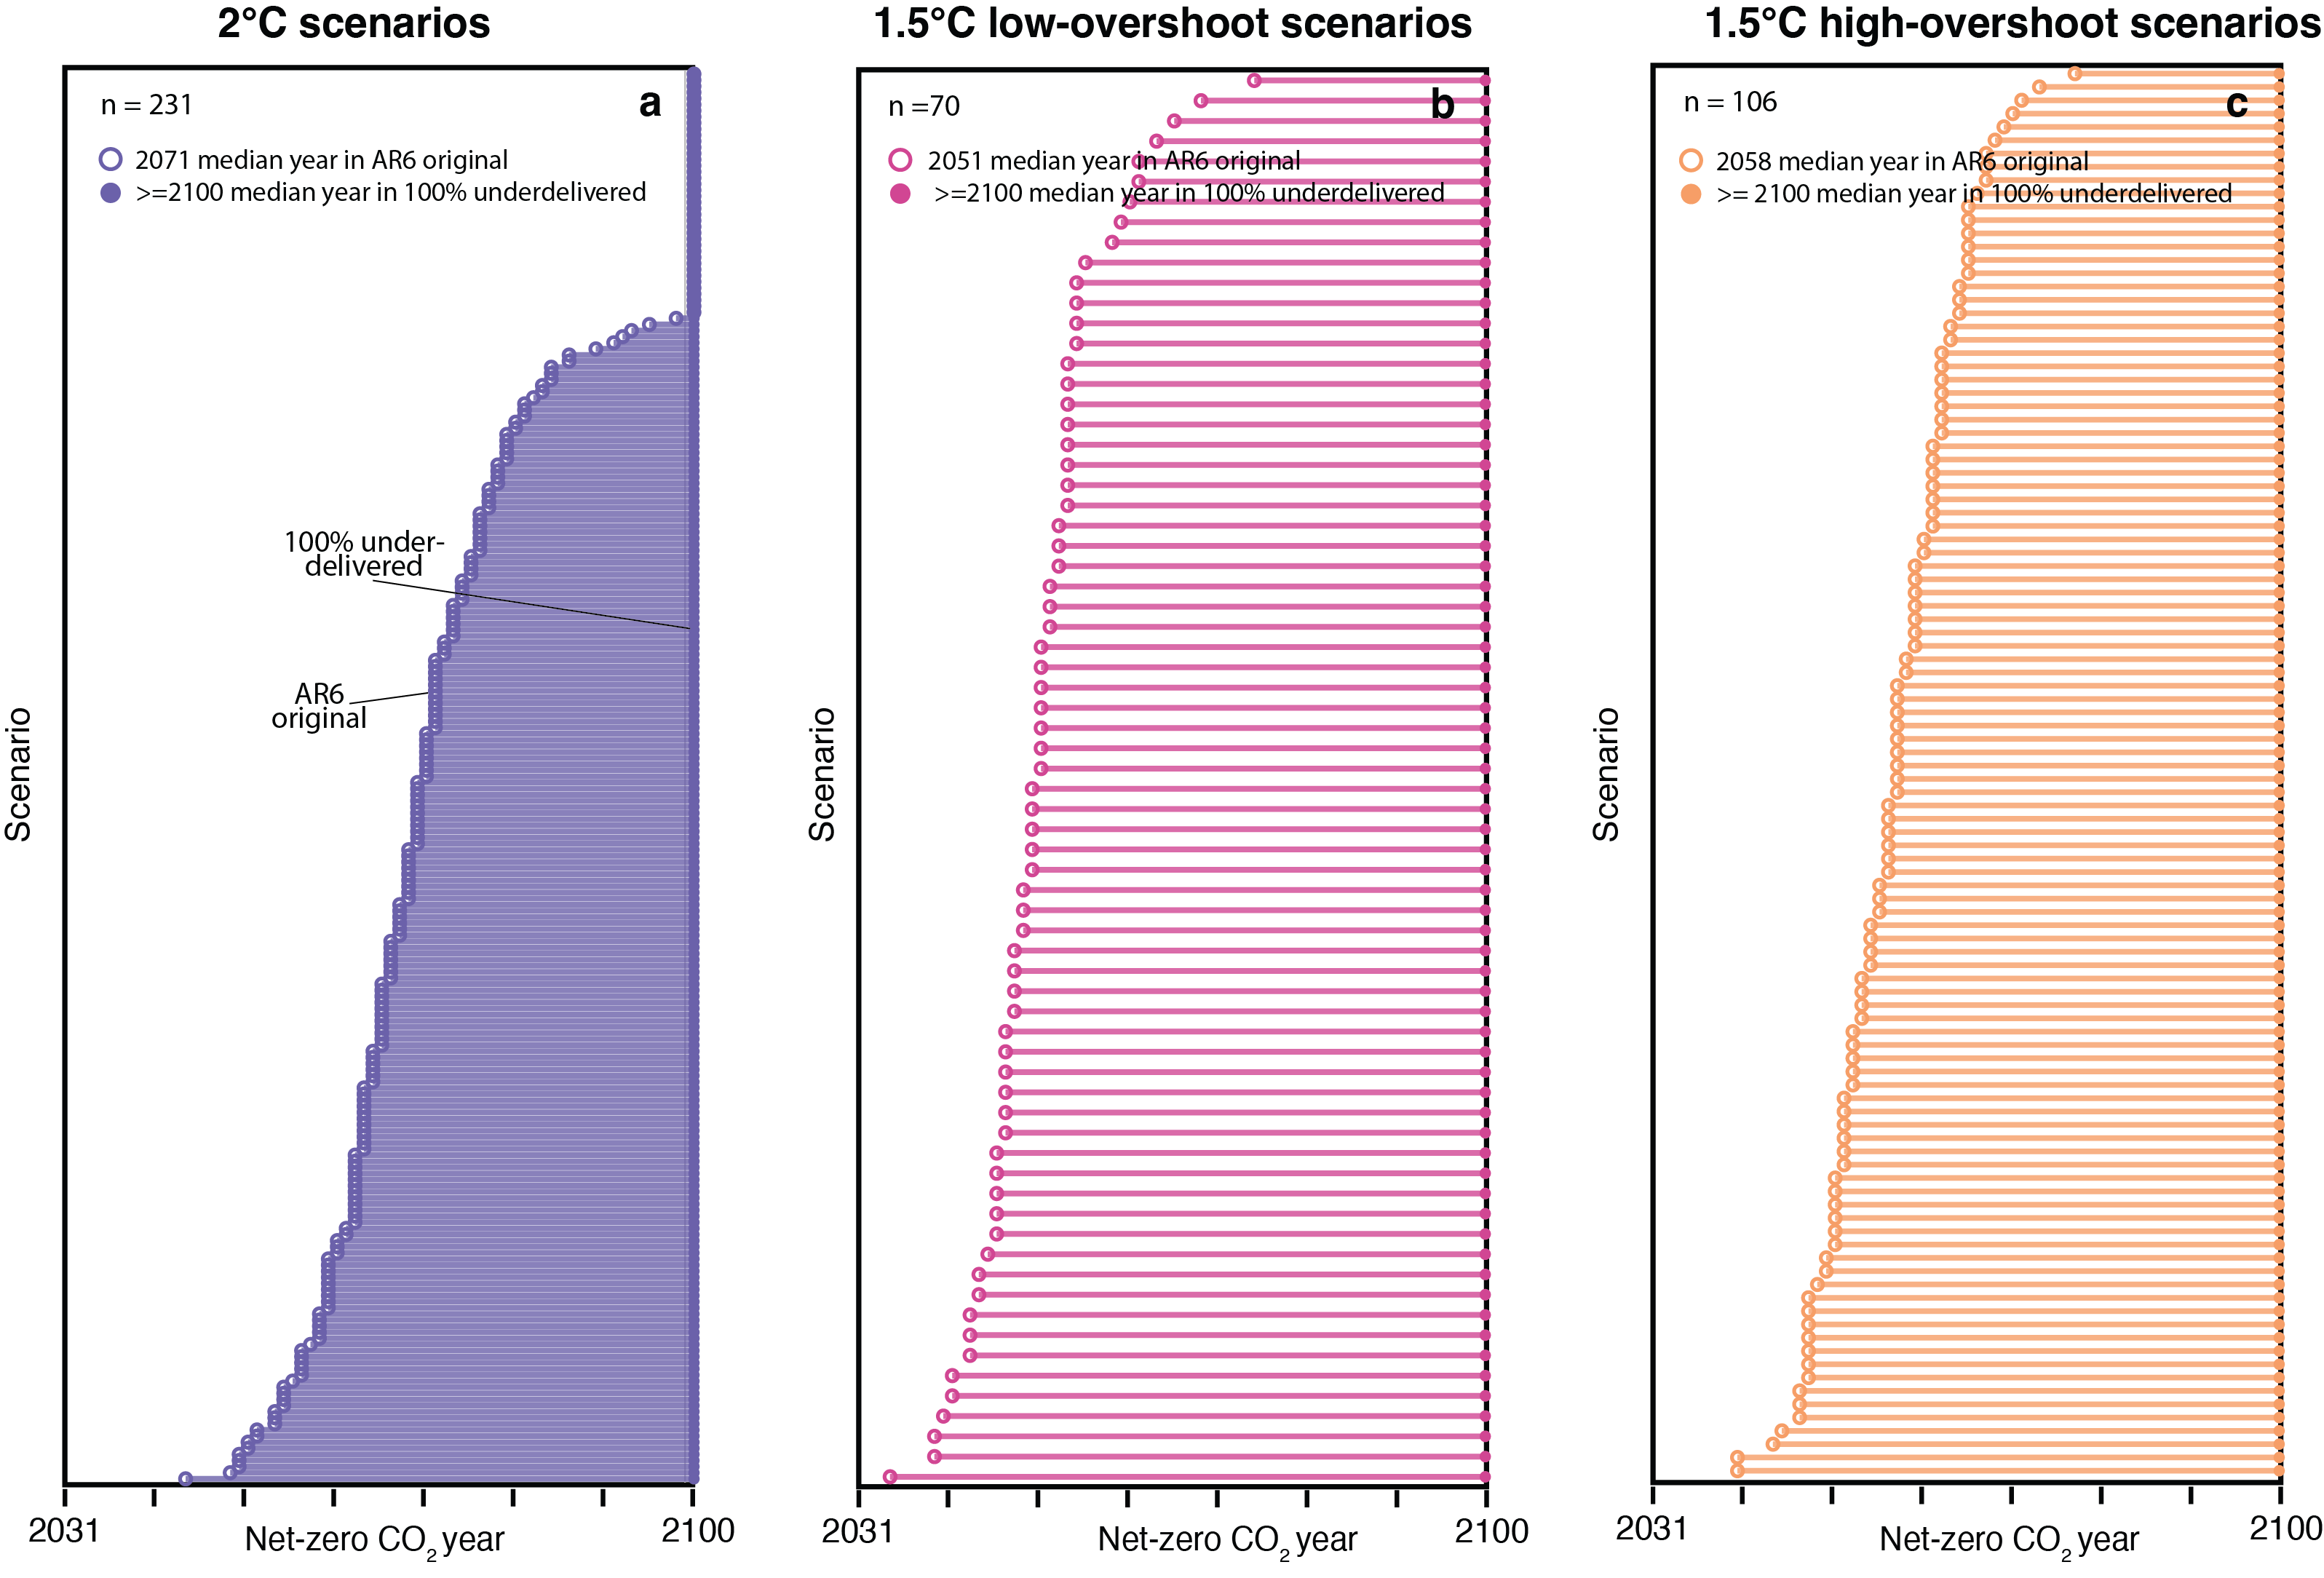 2°C scenarios
n = 231
a
2071 median year in AR6 original
>=2100 median year in 100% underdelivered
100% under-
delivered
AR6
original
Scenario
2031
Net-zero CO2 year
2100
1.5°C low-overshoot scenarios
n =70
b
2051 median year in AR6 original
>=2100 median year in 100% underdelivered
Scenario
2031
Net-zero CO2 year
2100
1.5°C high-overshoot scenarios
n = 106
c
2058 median year in AR6 original
>= 2100 median year in 100% underdelivered
Scenario
2031
Net-zero CO2 year
2100